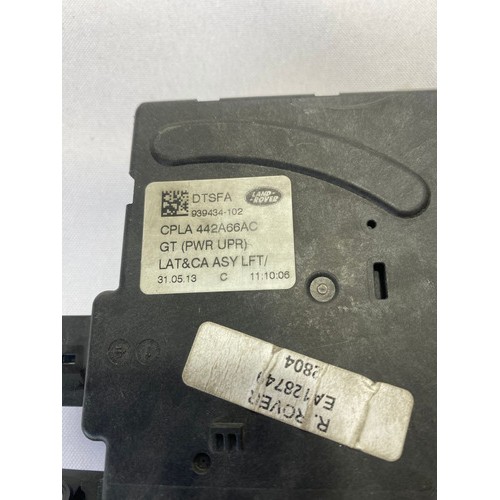 DTSFA
LAND-
ROVER
939434-102
CPLA 442A66AC
GT (PWR UPR)
LAT&CA ASY LFT/
31.05.13 C 11:10:06
R. ROVER
2804